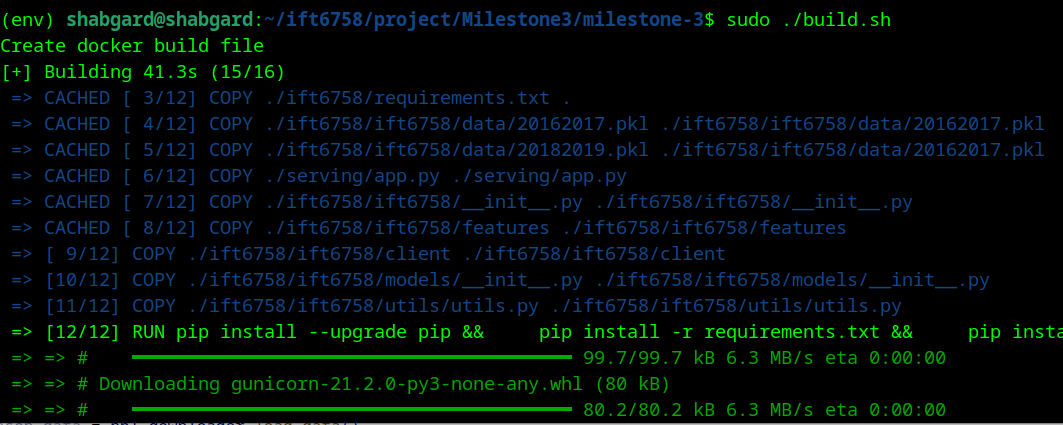 (env) shabgard@shabgard:~/ift6758/project/Milestone3/milestone-3$ sudo ./build.sh
Create docker build file
[+] Building 41.3s (15/16)
=> CACHED [ 3/12] COPY ./ift6758/requirements.txt .
=> CACHED [ 4/12] COPY ./ift6758/ift6758/data/20162017.pkl ./ift6758/ift6758/data/20162017.pkl
=> CACHED [ 5/12] COPY ./ift6758/ift6758/data/20182019.pkl ./ift6758/ift6758/data/20162017.pkl
=> CACHED [ 6/12] COPY ./serving/app.py ./serving/app.py
=> CACHED [ 7/12] COPY ./ift6758/ift6758/__init__.py ./ift6758/ift6758/__init__.py
=> CACHED [ 8/12] COPY ./ift6758/ift6758/features ./ift6758/ift6758/features
=> [ 9/12] COPY ./ift6758/ift6758/client ./ift6758/ift6758/client
=> [10/12] COPY ./ift6758/ift6758/models/__init__.py ./ift6758/ift6758/models/__init__.py
=> [11/12] COPY ./ift6758/ift6758/utils/utils.py ./ift6758/ift6758/utils/utils.py
=> [12/12] RUN pip install --upgrade pip && pip install -r requirements.txt && pip insta
=> => # 99.7/99.7 kB 6.3 MB/s eta 0:00:00
=> => # Downloading gunicorn-21.2.0-py3-none-any.whl (80 kB)
=> => # 80.2/80.2 kB 6.3 MB/s eta 0:00:00